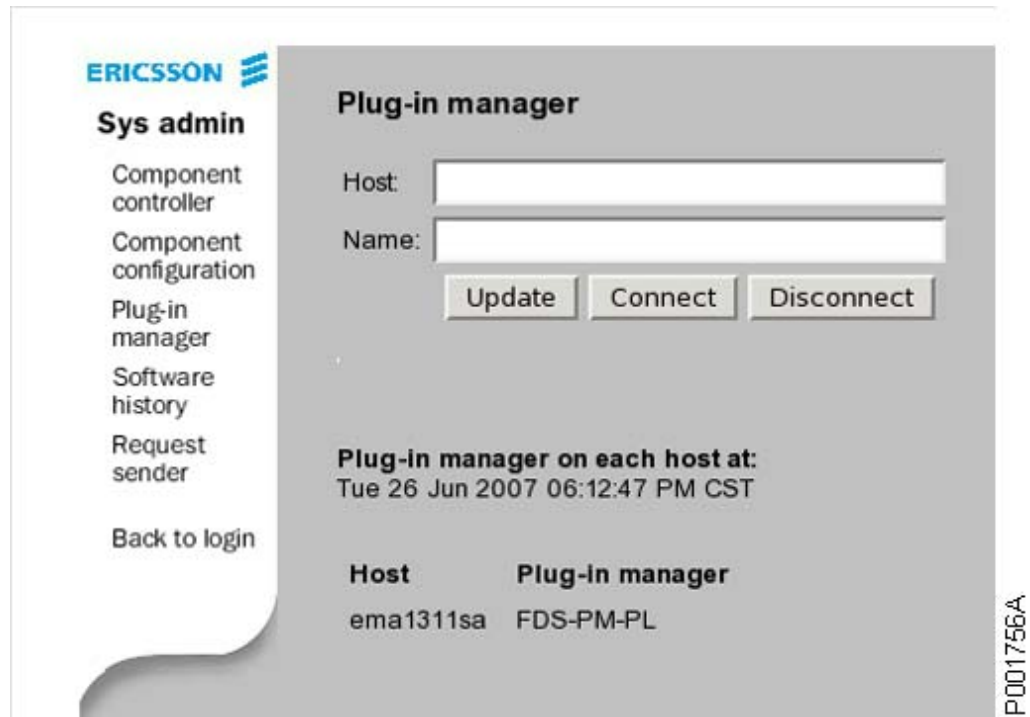 ERICSSON
Sys admin
Component
controller
Component
configuration
Plug-in
manager
Software
history
Request
sender
Back to login
Plug-in manager
Host:
Name:
Update Connect Disconnect
Plug-in manager on each host at:
Tue 26 Jun 2007 06:12:47 PM CST
Host Plug-in manager
ema1311sa FDS-PM-PL
P001756A